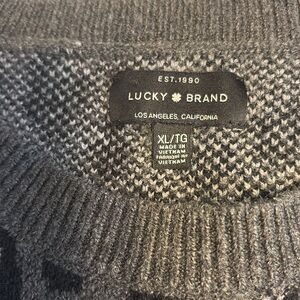 EST.1990
LUCKY BRAND
LOS ANGELES, CALIFORNIA
XL/TG
MADE IN
VIETNAM
FABRIQUÉ AU
VIETNAM